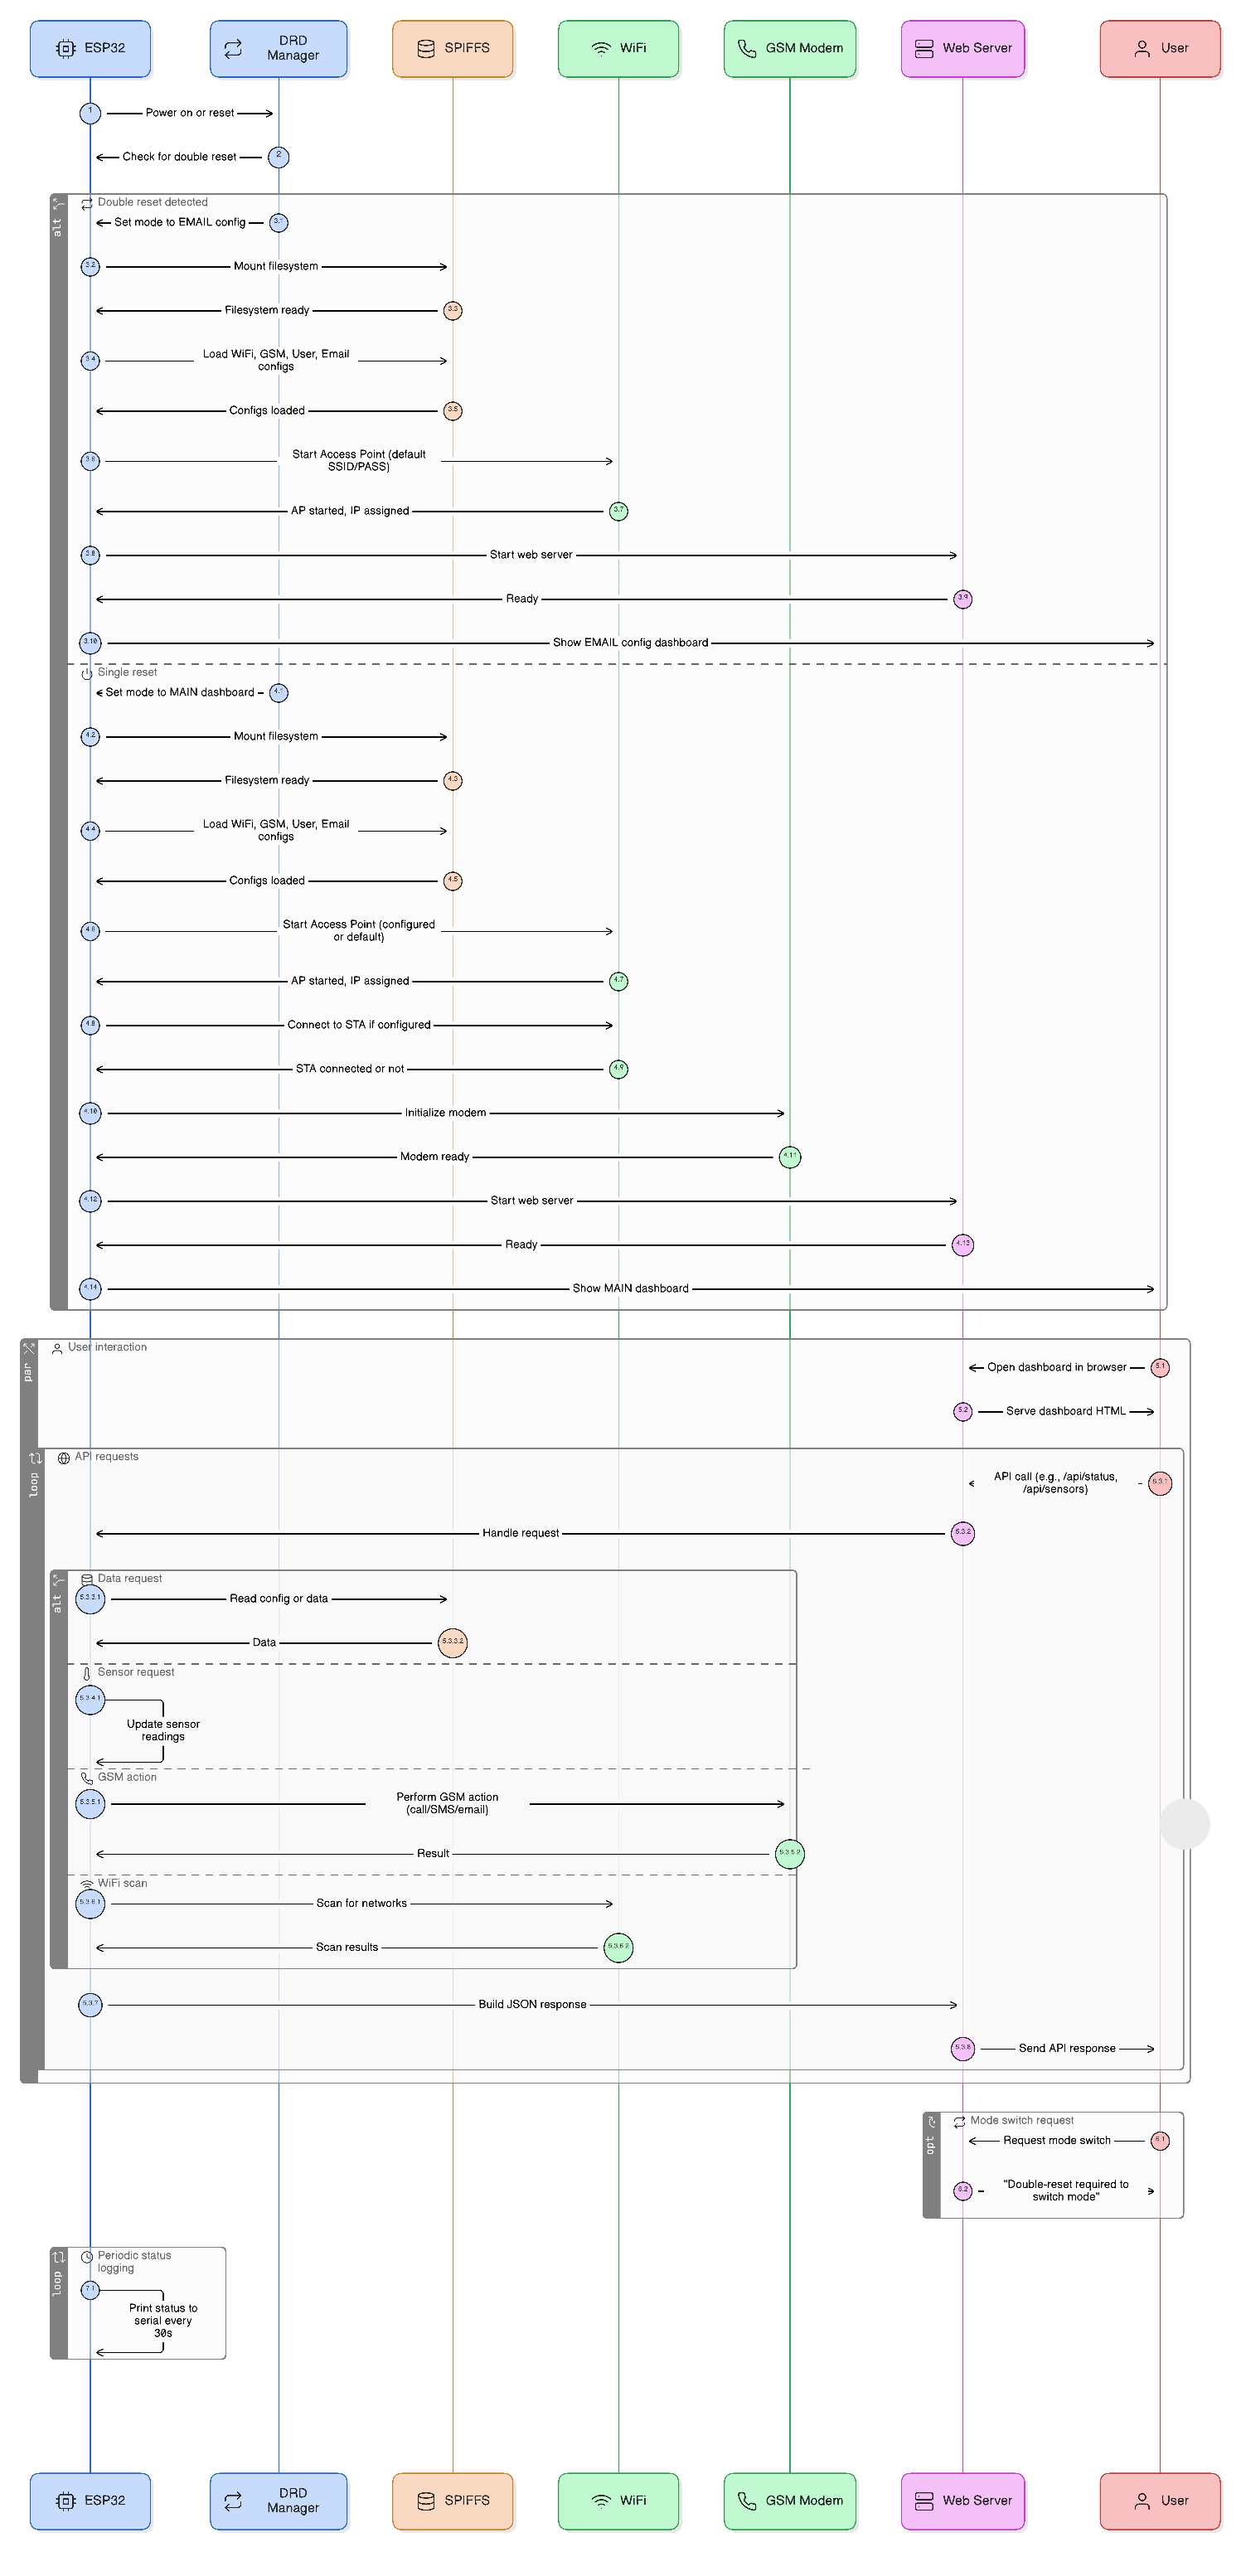 ESP32
DRD
Manager
SPIFFS
WiFi
GSM Modem
Web Server
User
1
Power on or reset
Check for double reset
2
alt
Double reset detected
Set mode to EMAIL config
3.1
3.2
Mount filesystem
Filesystem ready
3.3
3.4
Load WiFi, GSM, User, Email
configs
Configs loaded
3.5
3.6
Start Access Point (default
SSID/PASS)
AP started, IP assigned
3.7
3.8
Start web server
Ready
3.9
3.10
Show EMAIL config dashboard
Single reset
Set mode to MAIN dashboard
4.1
4.2
Mount filesystem
Filesystem ready
4.3
4.4
Load WiFi, GSM, User, Email
configs
Configs loaded
4.5
4.6
Start Access Point (configured
or default)
AP started, IP assigned
4.7
4.8
Connect to STA if configured
STA connected or not
4.9
4.10
Initialize modem
Modem ready
4.11
4.12
Start web server
Ready
4.13
4.14
Show MAIN dashboard
par
User interaction
Open dashboard in browser
5.1
5.2
Serve dashboard HTML
loop
API requests
API call (e.g., /api/status,
/api/sensors)
5.3.1
Handle request
5.3.2
alt
Data request
5.3.3.1
Read config or data
Data
5.3.3.2
Sensor request
5.3.4.1
Update sensor
readings
GSM action
5.3.5.1
Perform GSM action
(call/SMS/email)
Result
5.3.5.2
WiFi scan
5.3.6.1
Scan for networks
Scan results
5.3.6.2
5.3.7
Build JSON response
5.3.8
Send API response
opt
Mode switch request
Request mode switch
6.1
6.2
"Double-reset required to
switch mode"
loop
Periodic status
logging
7.1
Print status to
serial every
30s
ESP32
DRD
Manager
SPIFFS
WiFi
GSM Modem
Web Server
User